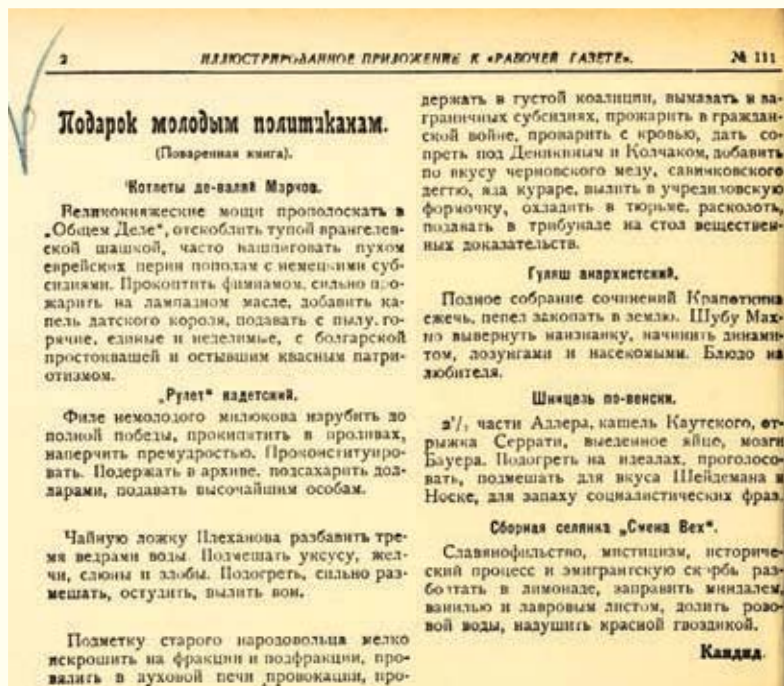 2
ИЛЛЮСТРИРОВАННОЕ ПРИЛОЖЕНИЕ К «РАБОЧЕЙ ГАЗЕТЕ».
№ 111
Подарок молодым политиканам.
(Поваренная книга).
Котлеты де-валяй Марков.
Великокняжеские мощи прополоскать в
„Общем Деле“, отскоблить тупой врангелев-
ской шашкой, часто нашпиговать пухом
еврейских перин пополам с немецкими суб-
сидиями. Прокоптить фимиамом, сильно про-
жарить на лампадном масле, добавить ка-
пель датского короля, подавать с пылу, го-
рячие, единые и неделимые, с болгарской
простоквашей и остывшим квасным патри-
отизмом.
„Рулет“ кадетский.
Филе немолодого милюкова изрубить до
полной победы, прокипятить в проливах,
наперчить премудростью. Проконституиро-
вать. Подержать в архиве, подсахарить дол-
ларами, подавать высочайшим особам.
Чайную ложку Плеханова разбавить тре-
мя ведрами воды. Подмешать уксусу, жел-
чи, слюны и злобы. Подогреть, сильно раз-
мешать, остудить, вылить вон.
Подметку старого народовольца мелко
искрошить на фракции и подфракции, про-
вялить в духовой печи провокации, про-
держать в густой коалиции, вымазать в за-
граничных субсидиях, прожарить в граждан-
ской войне, проварить с кровью, дать со-
преть под Деникиным и Колчаком, добавить
по вкусу черновского меду, савинковского
дегтю, яда кураре, вылить в учредиловскую
формочку, охладить в тюрьме, расколоть,
подавать в трибунале на стол веществен-
ных доказательств.
Гуляш анархистский.
Полное собрание сочинений Крапоткина
сжечь, пепел закопать в землю. Шубу Мах-
но вывернуть наизнанку, начинить динами-
том, лозунгами и насекомыми. Блюдо на
любителя.
Шницель по-венски.
части Адлера, кашель Каутского, от-
рыжка Серрати, выеденное яйцо, мозги
Бауера. Подогреть на идеалах, проголосо-
вать, подмешать для вкуса Шейдемана и
Носке, для запаху социалистических фраз.
Сборная селянка „Смена Вех“.
Славянофильство, мистицизм, историче-
ский процесс и эмигрантскую скорбь раз-
болтать в лимонаде, заправить миндалем,
ванилью и лавровым листом, долить розо-
вой воды, надушить красной гвоздикой.
Кандид.